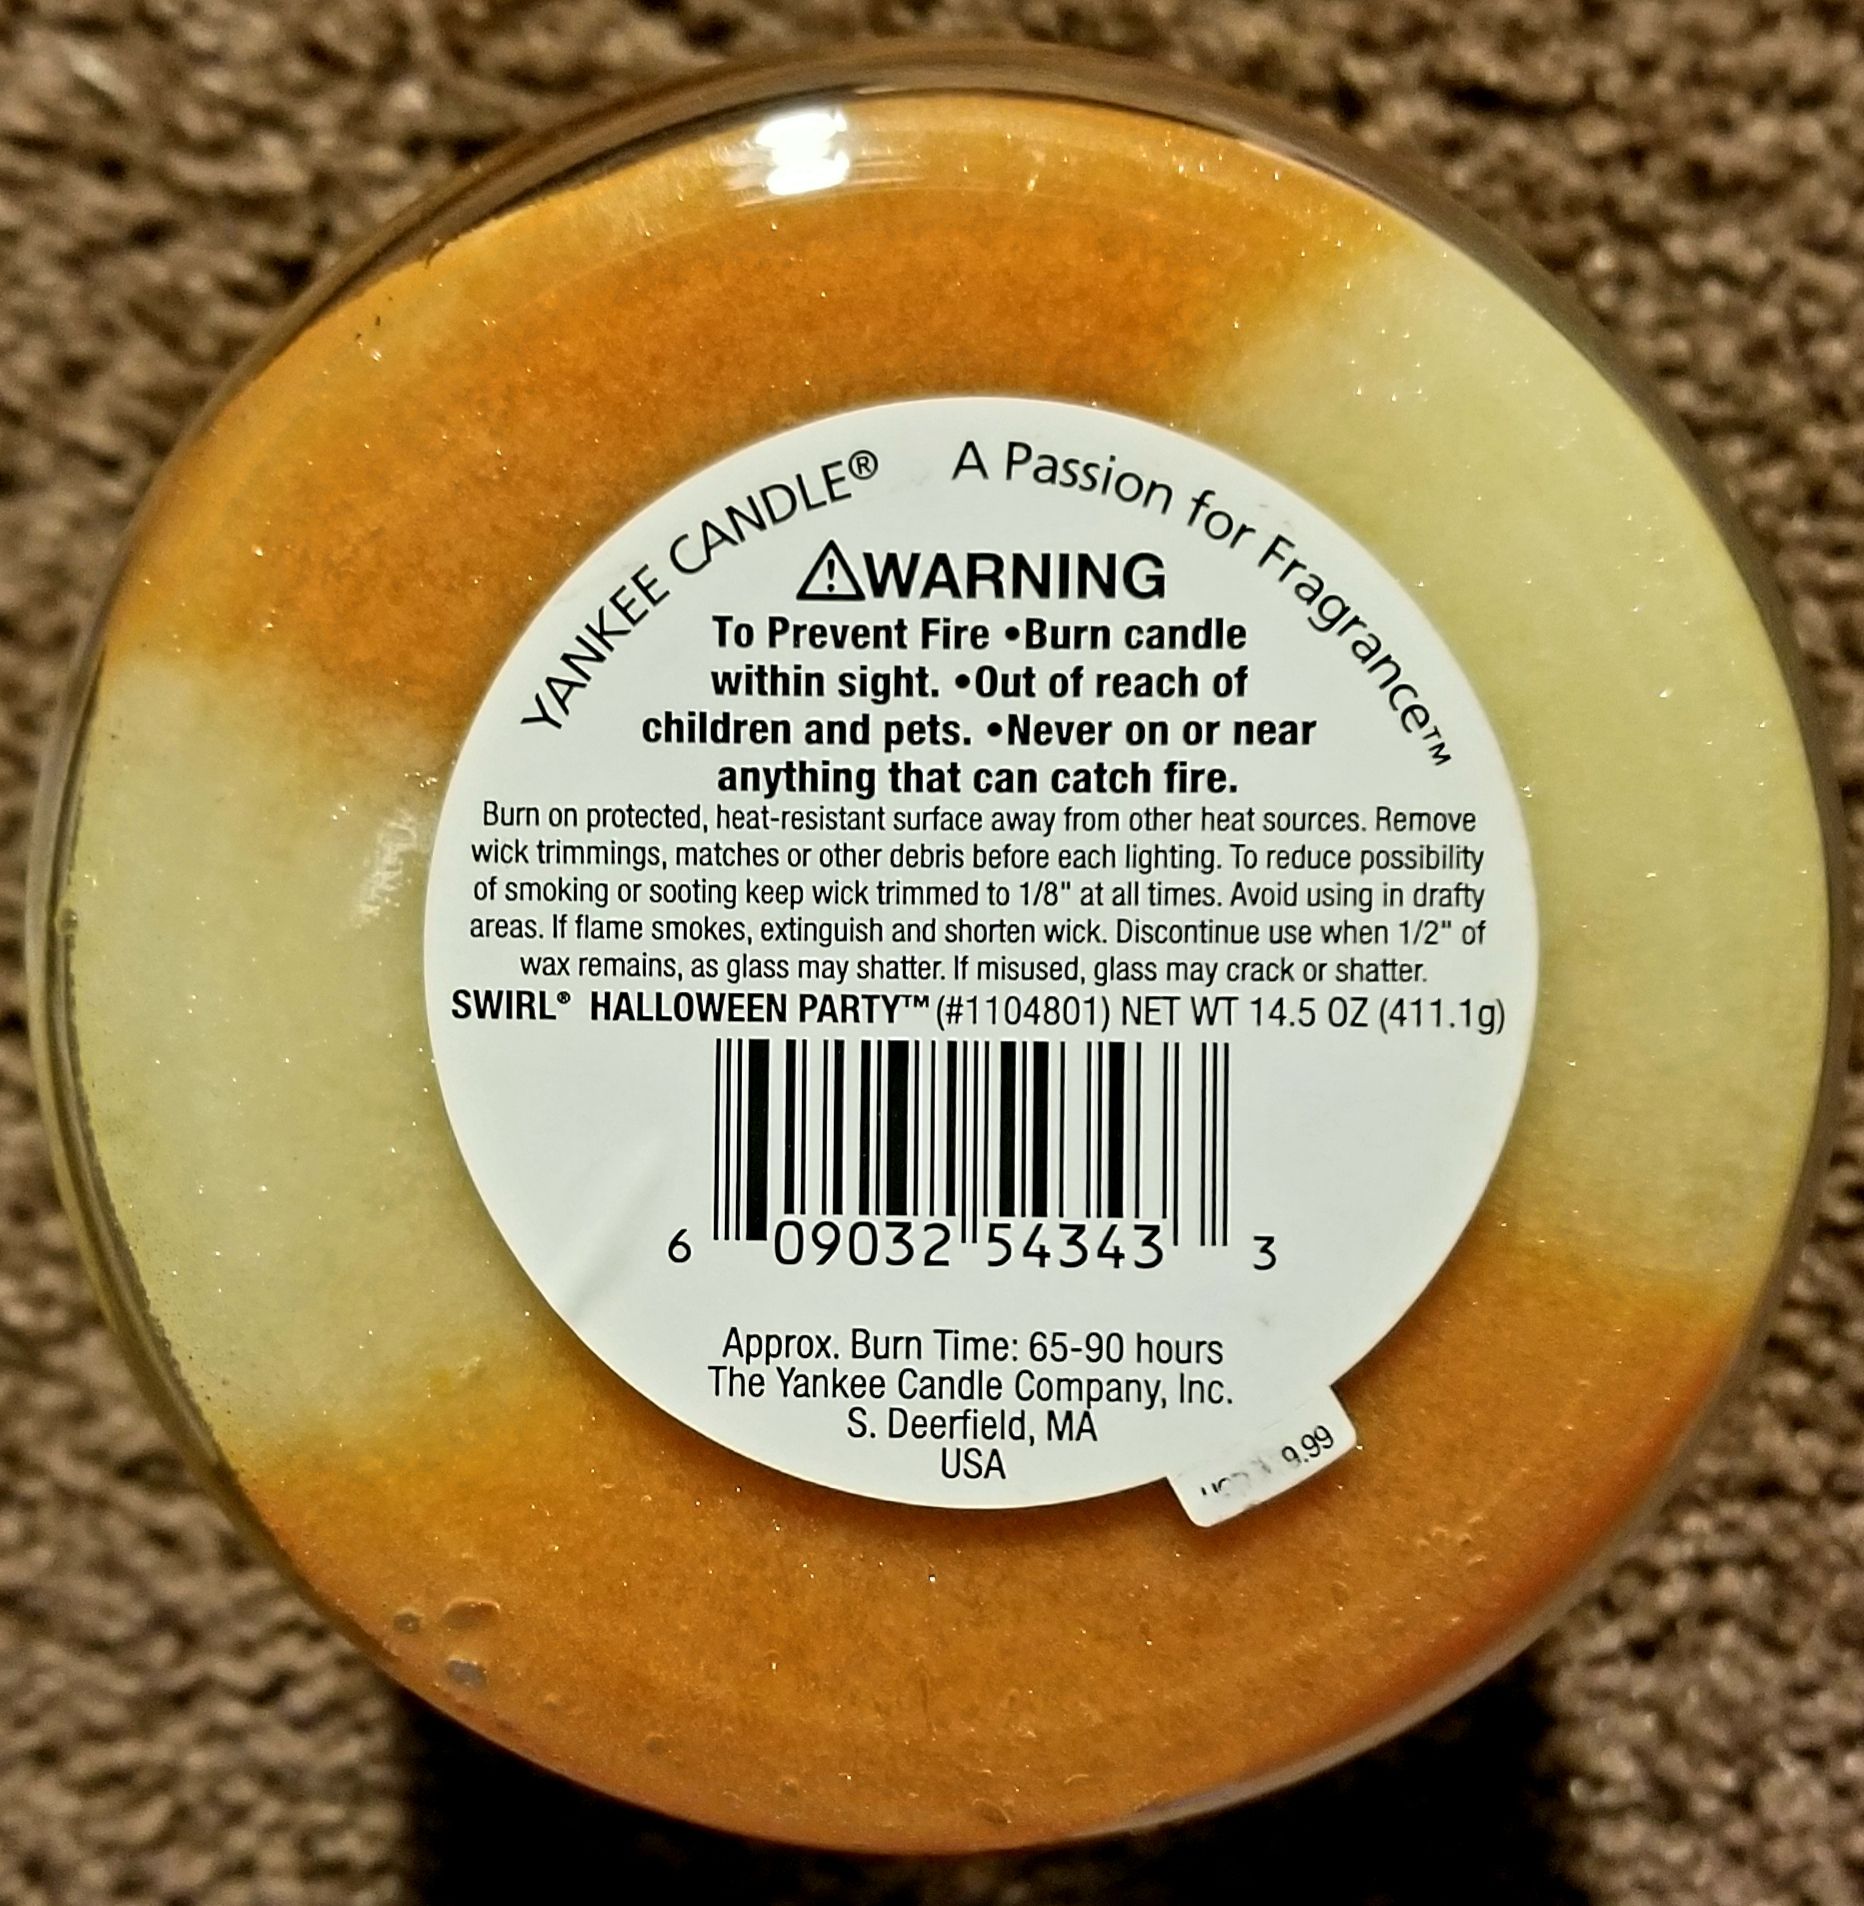 YANKEE CANDLE® A Passion for Fragrance™
⚠WARNING
To Prevent Fire •Burn candle
within sight. •Out of reach of
children and pets. •Never on or near
anything that can catch fire.
Burn on protected, heat-resistant surface away from other heat sources. Remove
wick trimmings, matches or other debris before each lighting. To reduce possibility
of smoking or sooting keep wick trimmed to 1/8" at all times. Avoid using in drafty
areas. If flame smokes, extinguish and shorten wick. Discontinue use when 1/2" of
wax remains, as glass may shatter. If misused, glass may crack or shatter.
SWIRL® HALLOWEEN PARTY™ (#1104801) NET WT 14.5 OZ (411.1g)
6 09032 54343 3
Approx. Burn Time: 65-90 hours
The Yankee Candle Company, Inc.
S. Deerfield, MA
USA
9.99